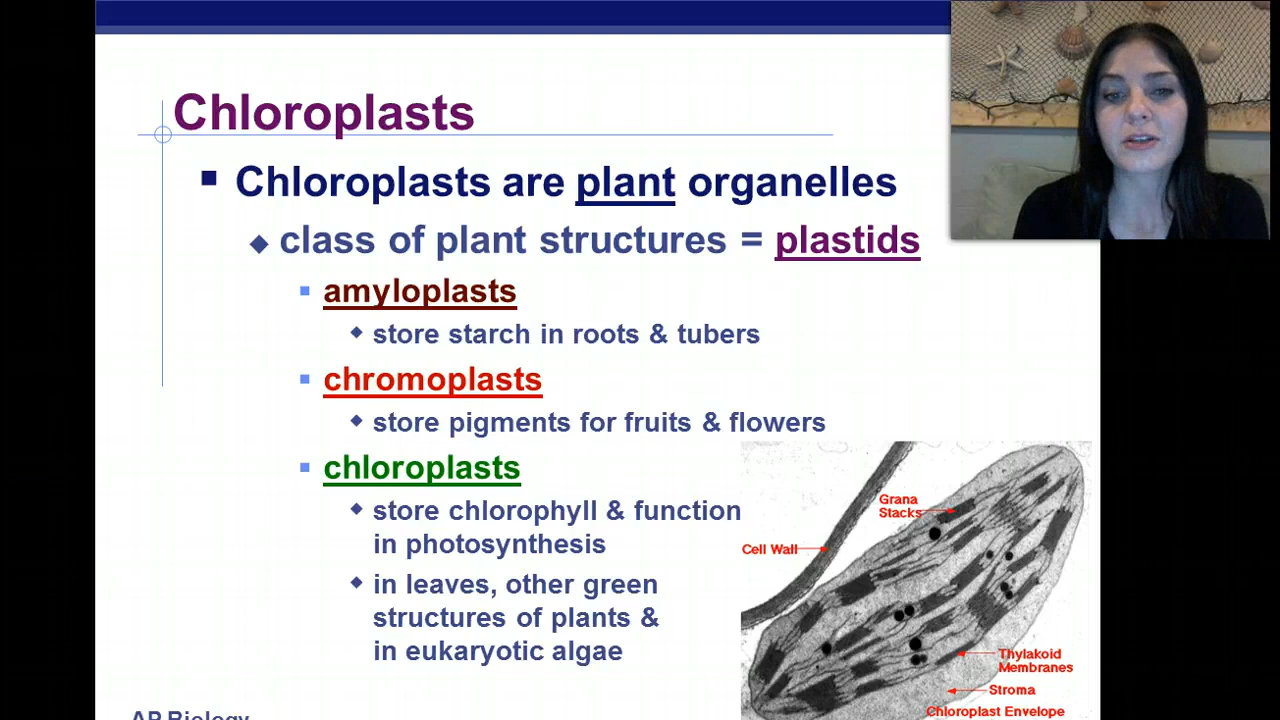 Chloroplasts
Chloroplasts are plant organelles
class of plant structures = plastids
amyloplasts
store starch in roots & tubers
chromoplasts
store pigments for fruits & flowers
chloroplasts
store chlorophyll & function
in photosynthesis
in leaves, other green
structures of plants &
in eukaryotic algae
Grana
Stacks
Cell Wall
Thylakoid
Membranes
Stroma
Chloroplast Envelope
AP Biology